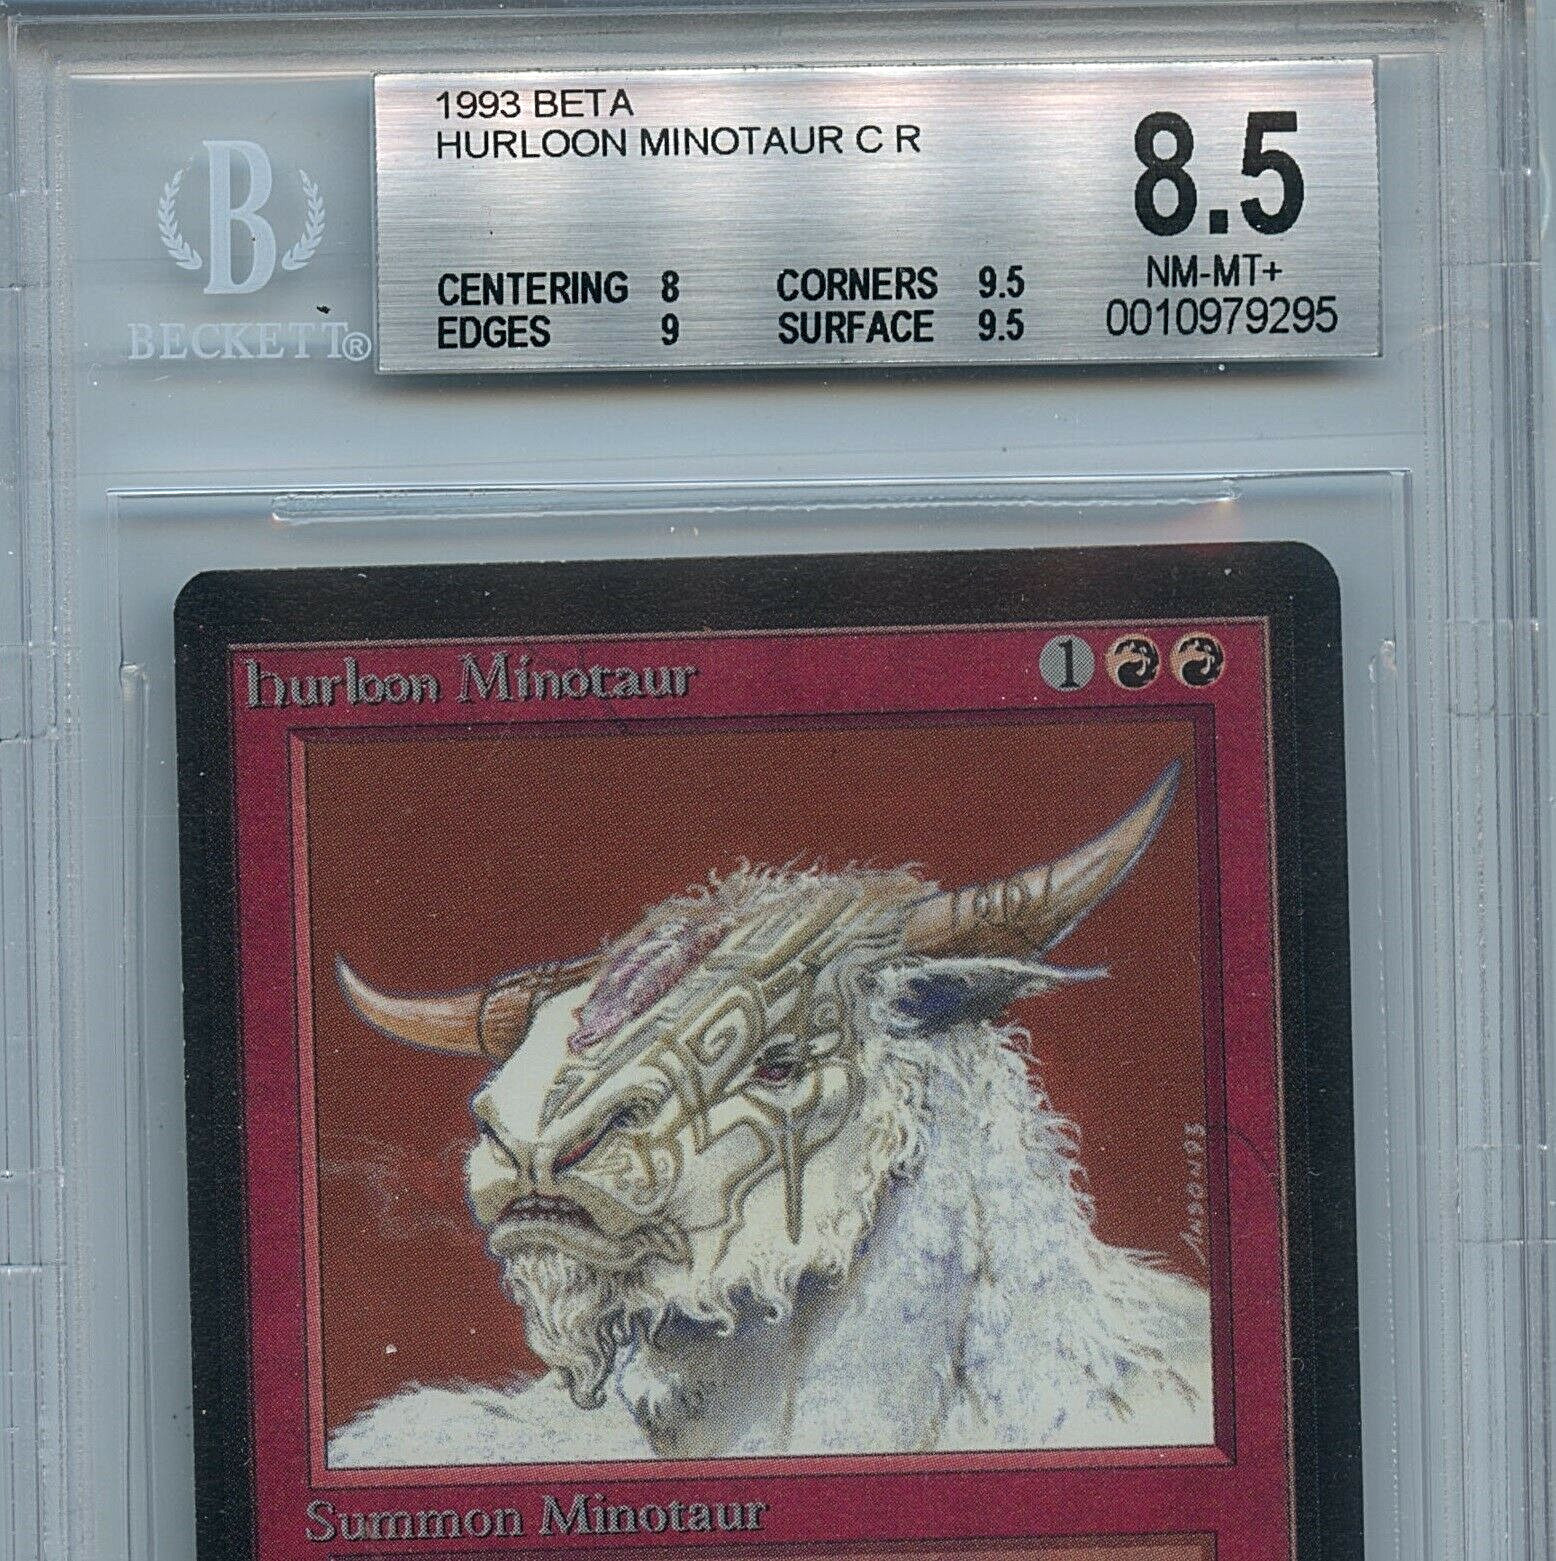 1993 BETA
HURLOON MINOTAUR C R
8.5
CENTERING 8 CORNERS 9.5
EDGES 9 SURFACE 9.5
NM-MT+
0010979295
B
BECKETT®
Hurloon Minotaur 1
Summon Minotaur